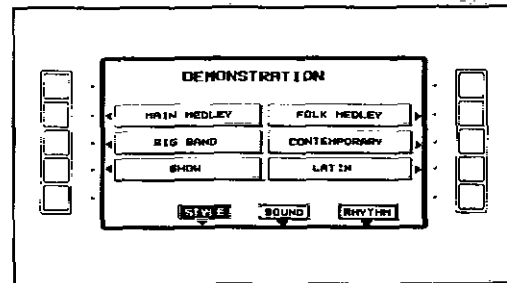 DEMONSTRATION
MAIN MEDLEY FOLK MEDLEY
BIG BAND CONTEMPORARY
SHOW LATIN
STYLE SOUND RHYTHM